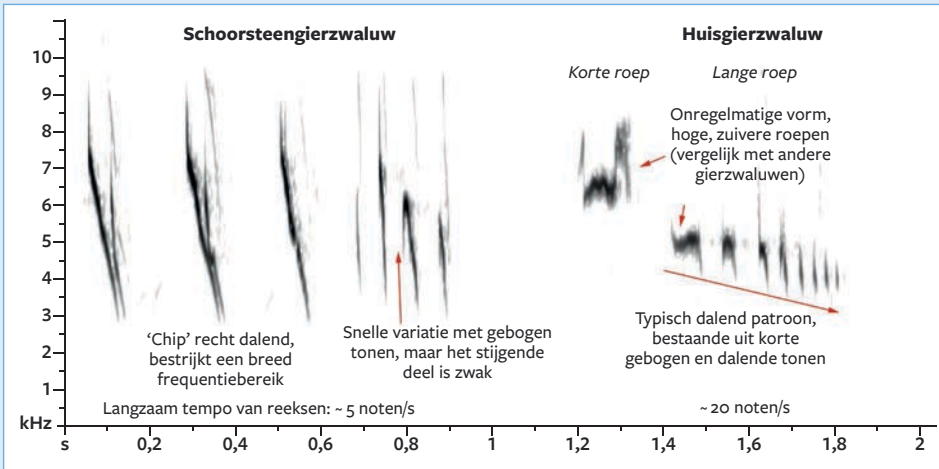 Schoorsteengierzwaluw
Huisgierzwaluw
Korte roep
Lange roep
Onregelmatige vorm,
hoge, zuivere roepen
(vergelijk met andere
gierzwaluwen)
'Chip' recht dalend,
bestrijkt een breed
frequentiebereik
Snelle variatie met gebogen
tonen, maar het stijgende
deel is zwak
Typisch dalend patroon,
bestaande uit korte
gebogen en dalende tonen
Langzaam tempo van reeksen: ~ 5 noten/s
~ 20 noten/s
10
9
8
7
6
5
4
3
2
1
kHz
s 0,2 0,4 0,6 0,8 1 1,2 1,4 1,6 1,8 2